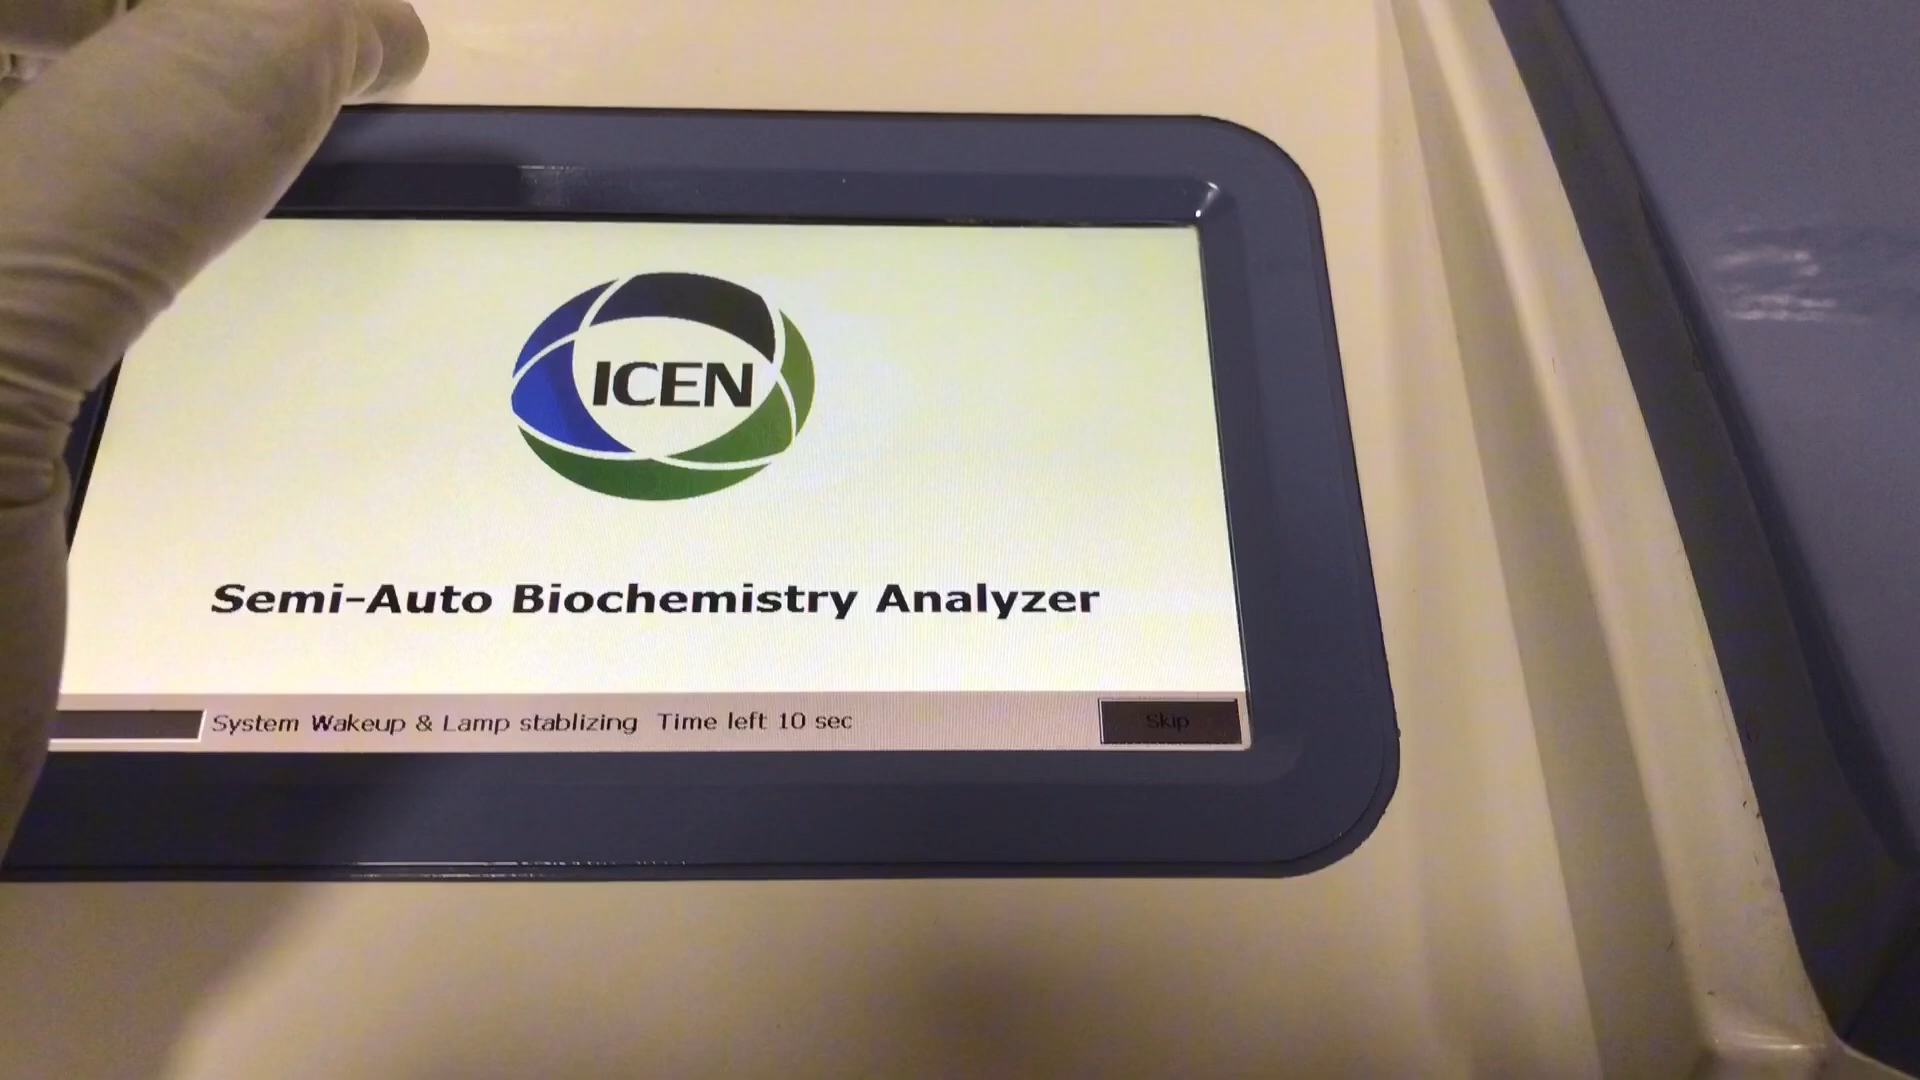 ICEN
Semi-Auto Biochemistry Analyzer
System Wakeup & Lamp stablizing Time left 10 sec
Skip